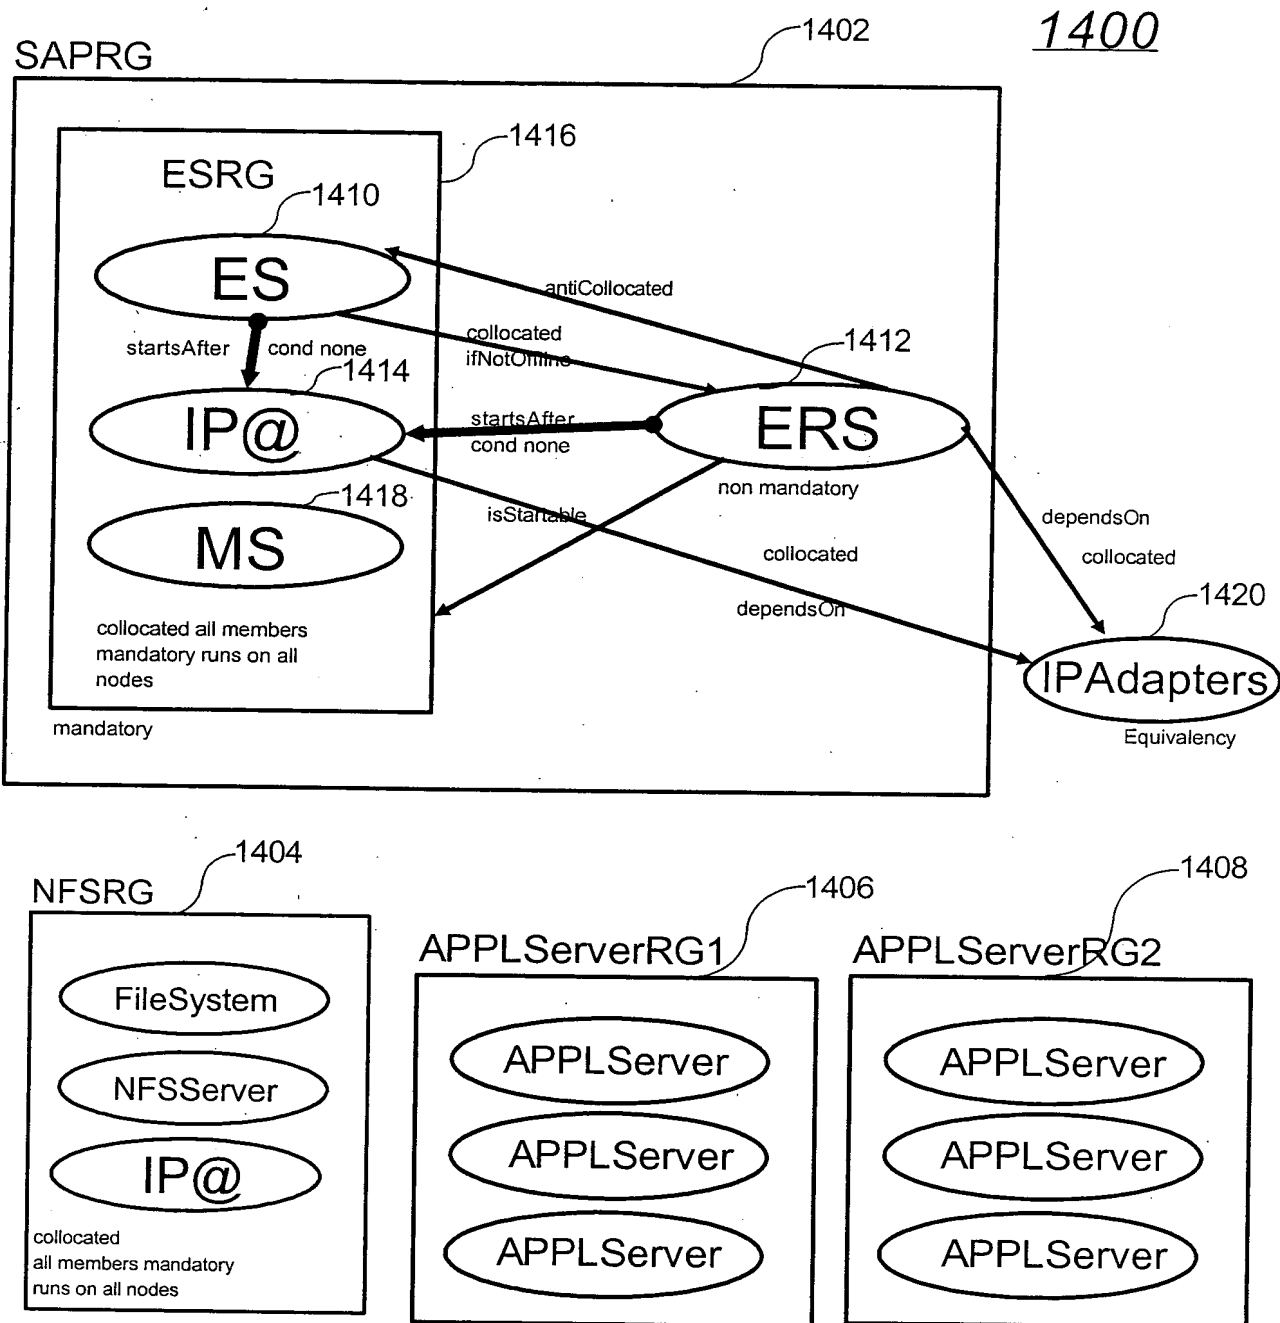 1400
1402
SAPRG
1416
ESRG
1410
ES
antiCollocated
collocated
ifNotOffline
startsAfter
cond none
1412
1414
IP@
startsAfter
cond none
ERS
non mandatory
1418
MS
isStartable
dependsOn
collocated
collocated
dependsOn
1420
IPAdapters
Equivalency
collocated all members
mandatory runs on all
nodes
mandatory
1404
NFSRG
FileSystem
NFSServer
IP@
collocated
all members mandatory
runs on all nodes
1406
APPLServerRG1
APPLServer
APPLServer
APPLServer
1408
APPLServerRG2
APPLServer
APPLServer
APPLServer